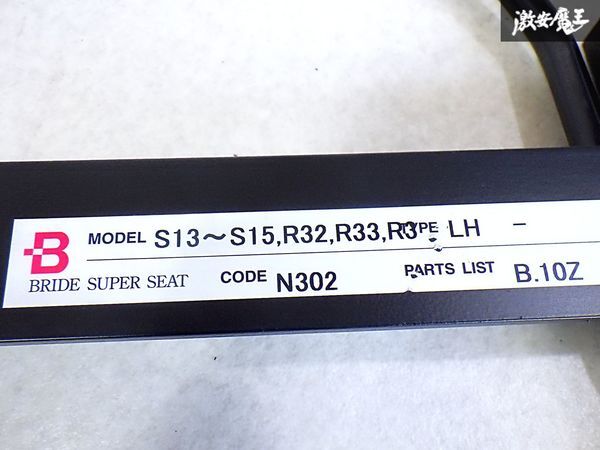 激安魔王
B MODEL S13～S15,R32,R33,R3 TYPE LH -
BRIDE SUPER SEAT CODE N302 PARTS LIST B.10Z